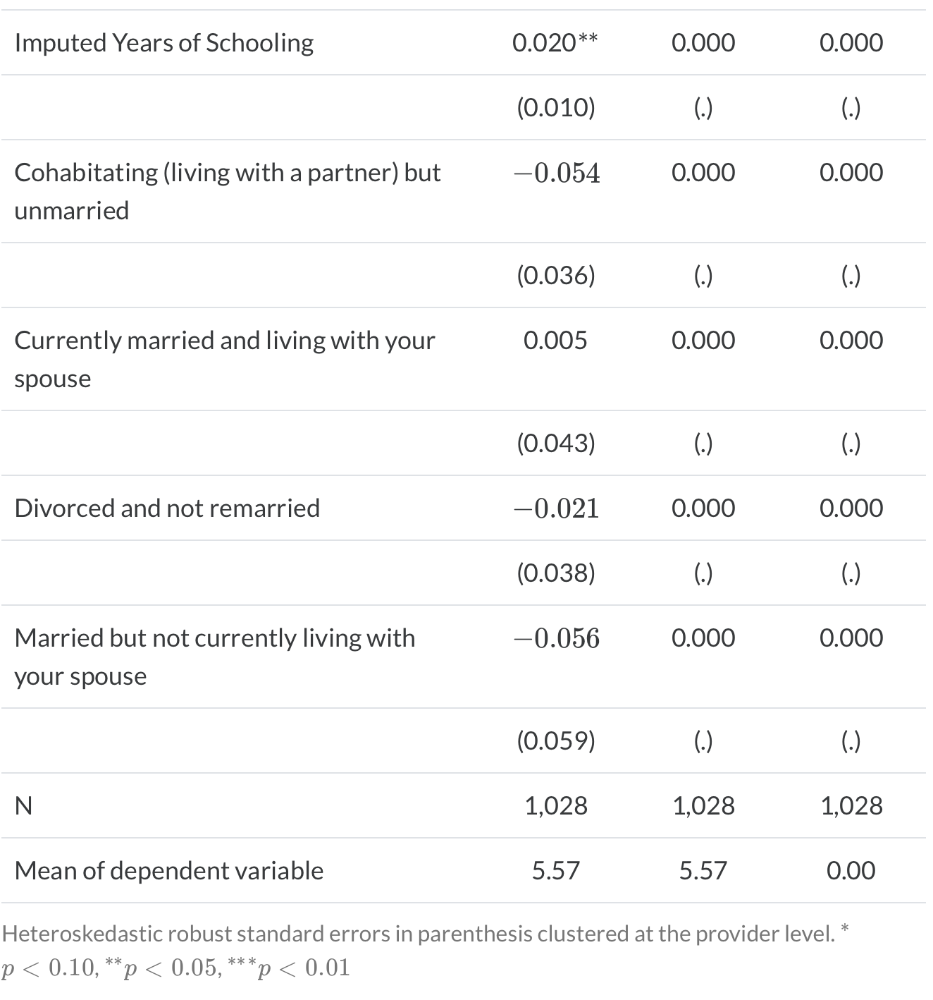 Imputed Years of Schooling 0.020** 0.000 0.000
(0.010) (.) (.)
Cohabitating (living with a partner) but −0.054 0.000 0.000
unmarried
(0.036) (.) (.)
Currently married and living with your 0.005 0.000 0.000
spouse
(0.043) (.) (.)
Divorced and not remarried −0.021 0.000 0.000
(0.038) (.) (.)
Married but not currently living with −0.056 0.000 0.000
your spouse
(0.059) (.) (.)
N 1,028 1,028 1,028
Mean of dependent variable 5.57 5.57 0.00
Heteroskedastic robust standard errors in parenthesis clustered at the provider level. *
p < 0.10, **p < 0.05, ***p < 0.01